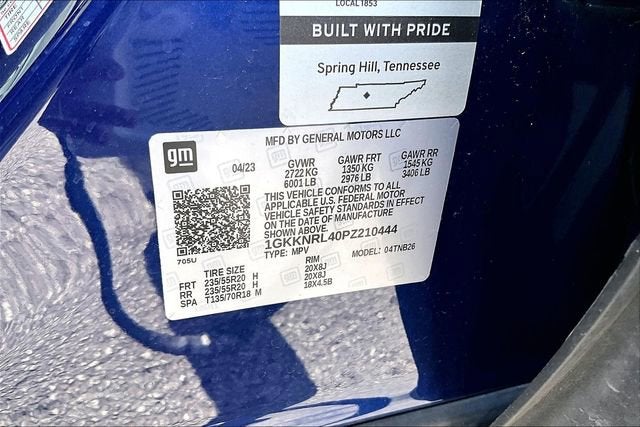 LOCAL 1853
BUILT WITH PRIDE
Spring Hill, Tennessee
gm
MFD BY GENERAL MOTORS LLC
04/23
GVWR GAWR FRT GAWR RR
2722 KG 1350 KG 1545 KG
6001 LB 2976 LB 3406 LB
THIS VEHICLE CONFORMS TO ALL
APPLICABLE U.S. FEDERAL MOTOR
VEHICLE SAFETY STANDARDS IN EFFECT
ON THE DATE OF MANUFACTURE
SHOWN ABOVE.
1GKKNRL40PZ210444
TYPE: MPV MODEL: 04TNB26
705U
TIRE SIZE RIM
FRT 235/55R20 H 20X8J
RR 235/55R20 H 20X8J
SPA T135/70R18 M 18X4.5B